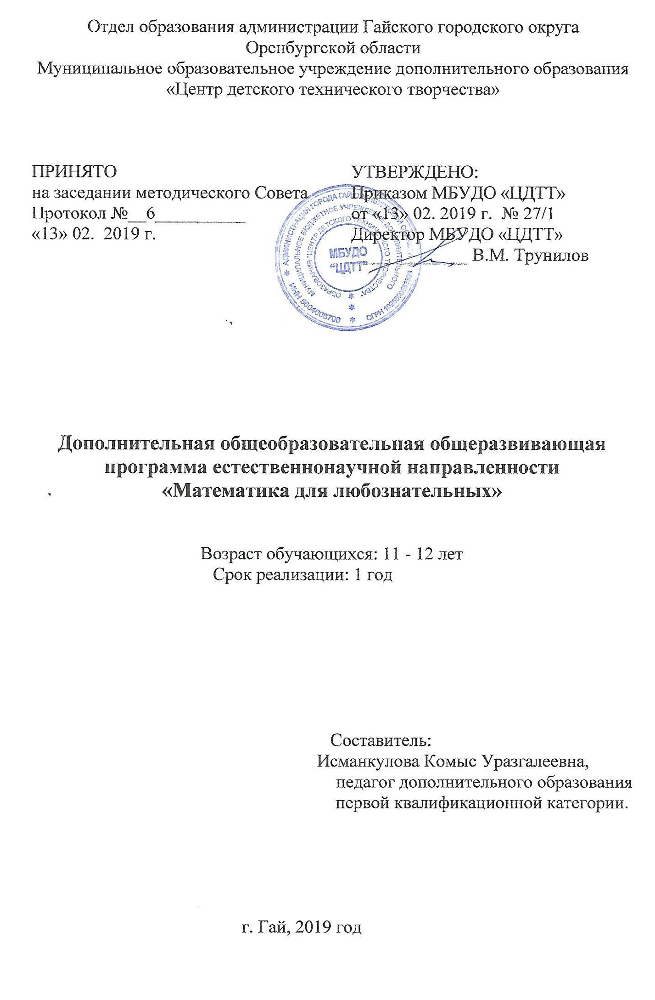 Отдел образования администрации Гайского городского округа
Оренбургской области
Муниципальное образовательное учреждение дополнительного образования
«Центр детского технического творчества»
ПРИНЯТО
на заседании методического Совета
Протокол №__6__________
«13» 02. 2019 г.
УТВЕРЖДЕНО:
Приказом МБУДО «ЦДТТ»
от «13» 02. 2019 г. № 27/1
Директор МБУДО «ЦДТТ»
_____________ В.М. Трунилов
АДМИНИСТРАЦИЯ ГОРОДА ГАЙ ОРЕНБУРГСКОЙ ОБЛАСТИ
МУНИЦИПАЛЬНОЕ БЮДЖЕТНОЕ УЧРЕЖДЕНИЕ ДОПОЛНИТЕЛЬНОГО
ОБРАЗОВАНИЯ "ЦЕНТР ДЕТСКОГО ТЕХНИЧЕСКОГО ТВОРЧЕСТВА"
МБУДО
"ЦДТТ"
ИНН 5604008700
ОГРН
Дополнительная общеобразовательная общеразвивающая
программа естественнонаучной направленности
«Математика для любознательных»
Возраст обучающихся: 11 - 12 лет
Срок реализации: 1 год
Составитель:
Исманкулова Комыс Уразгалеевна,
педагог дополнительного образования
первой квалификационной категории.
г. Гай, 2019 год